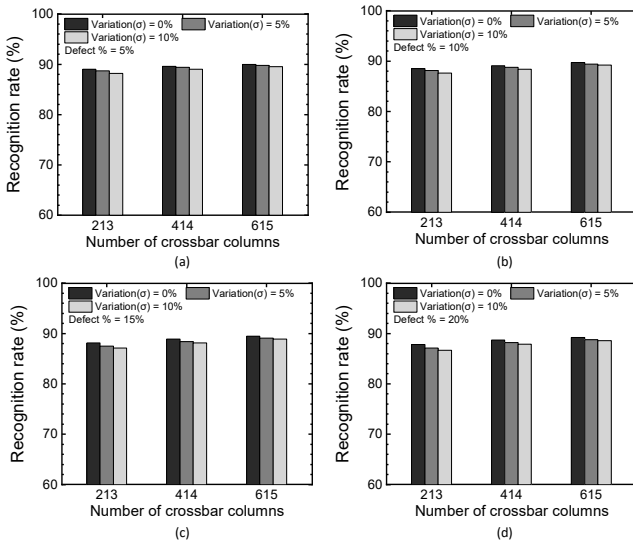 Variation(σ) = 0% Variation(σ) = 5%
Variation(σ) = 10%
Defect % = 5%
Recognition rate (%)
100
90
80
70
60
213 414 615
Number of crossbar columns
(a)
Variation(σ) = 0% Variation(σ) = 5%
Variation(σ) = 10%
Defect % = 10%
Recognition rate (%)
100
90
80
70
60
213 414 615
Number of crossbar columns
(b)
Variation(σ) = 0% Variation(σ) = 5%
Variation(σ) = 10%
Defect % = 15%
Recognition rate (%)
100
90
80
70
60
213 414 615
Number of crossbar columns
(c)
Variation(σ) = 0% Variation(σ) = 5%
Variation(σ) = 10%
Defect % = 20%
Recognition rate (%)
100
90
80
70
60
213 414 615
Number of crossbar columns
(d)